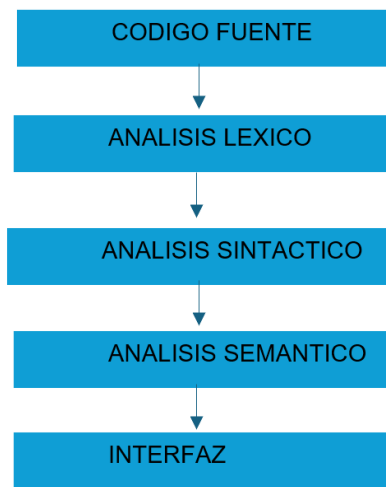 CODIGO FUENTE
ANALISIS LEXICO
ANALISIS SINTACTICO
ANALISIS SEMANTICO
INTERFAZ